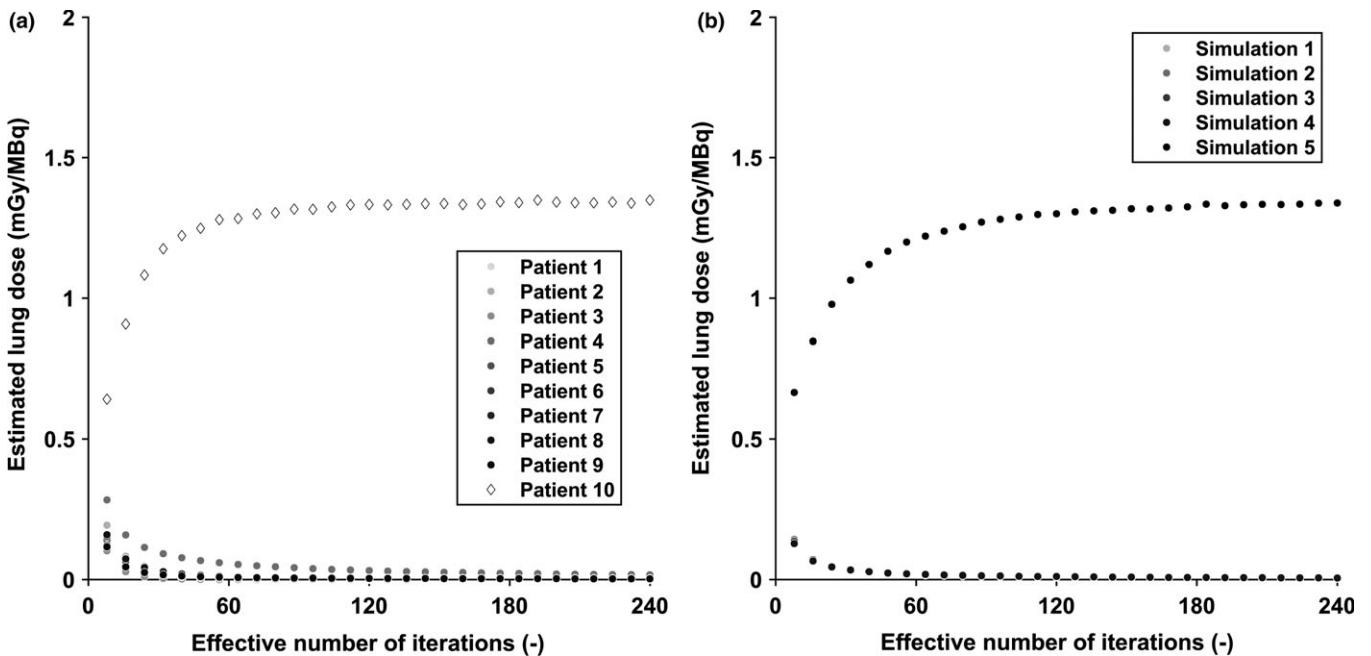 (a)
Estimated lung dose (mGy/MBq)
2
1.5
1
0.5
0
0 60 120 180 240
Effective number of iterations (-)
Patient 1
Patient 2
Patient 3
Patient 4
Patient 5
Patient 6
Patient 7
Patient 8
Patient 9
Patient 10
(b)
Estimated lung dose (mGy/MBq)
2
1.5
1
0.5
0
0 60 120 180 240
Effective number of iterations (-)
Simulation 1
Simulation 2
Simulation 3
Simulation 4
Simulation 5